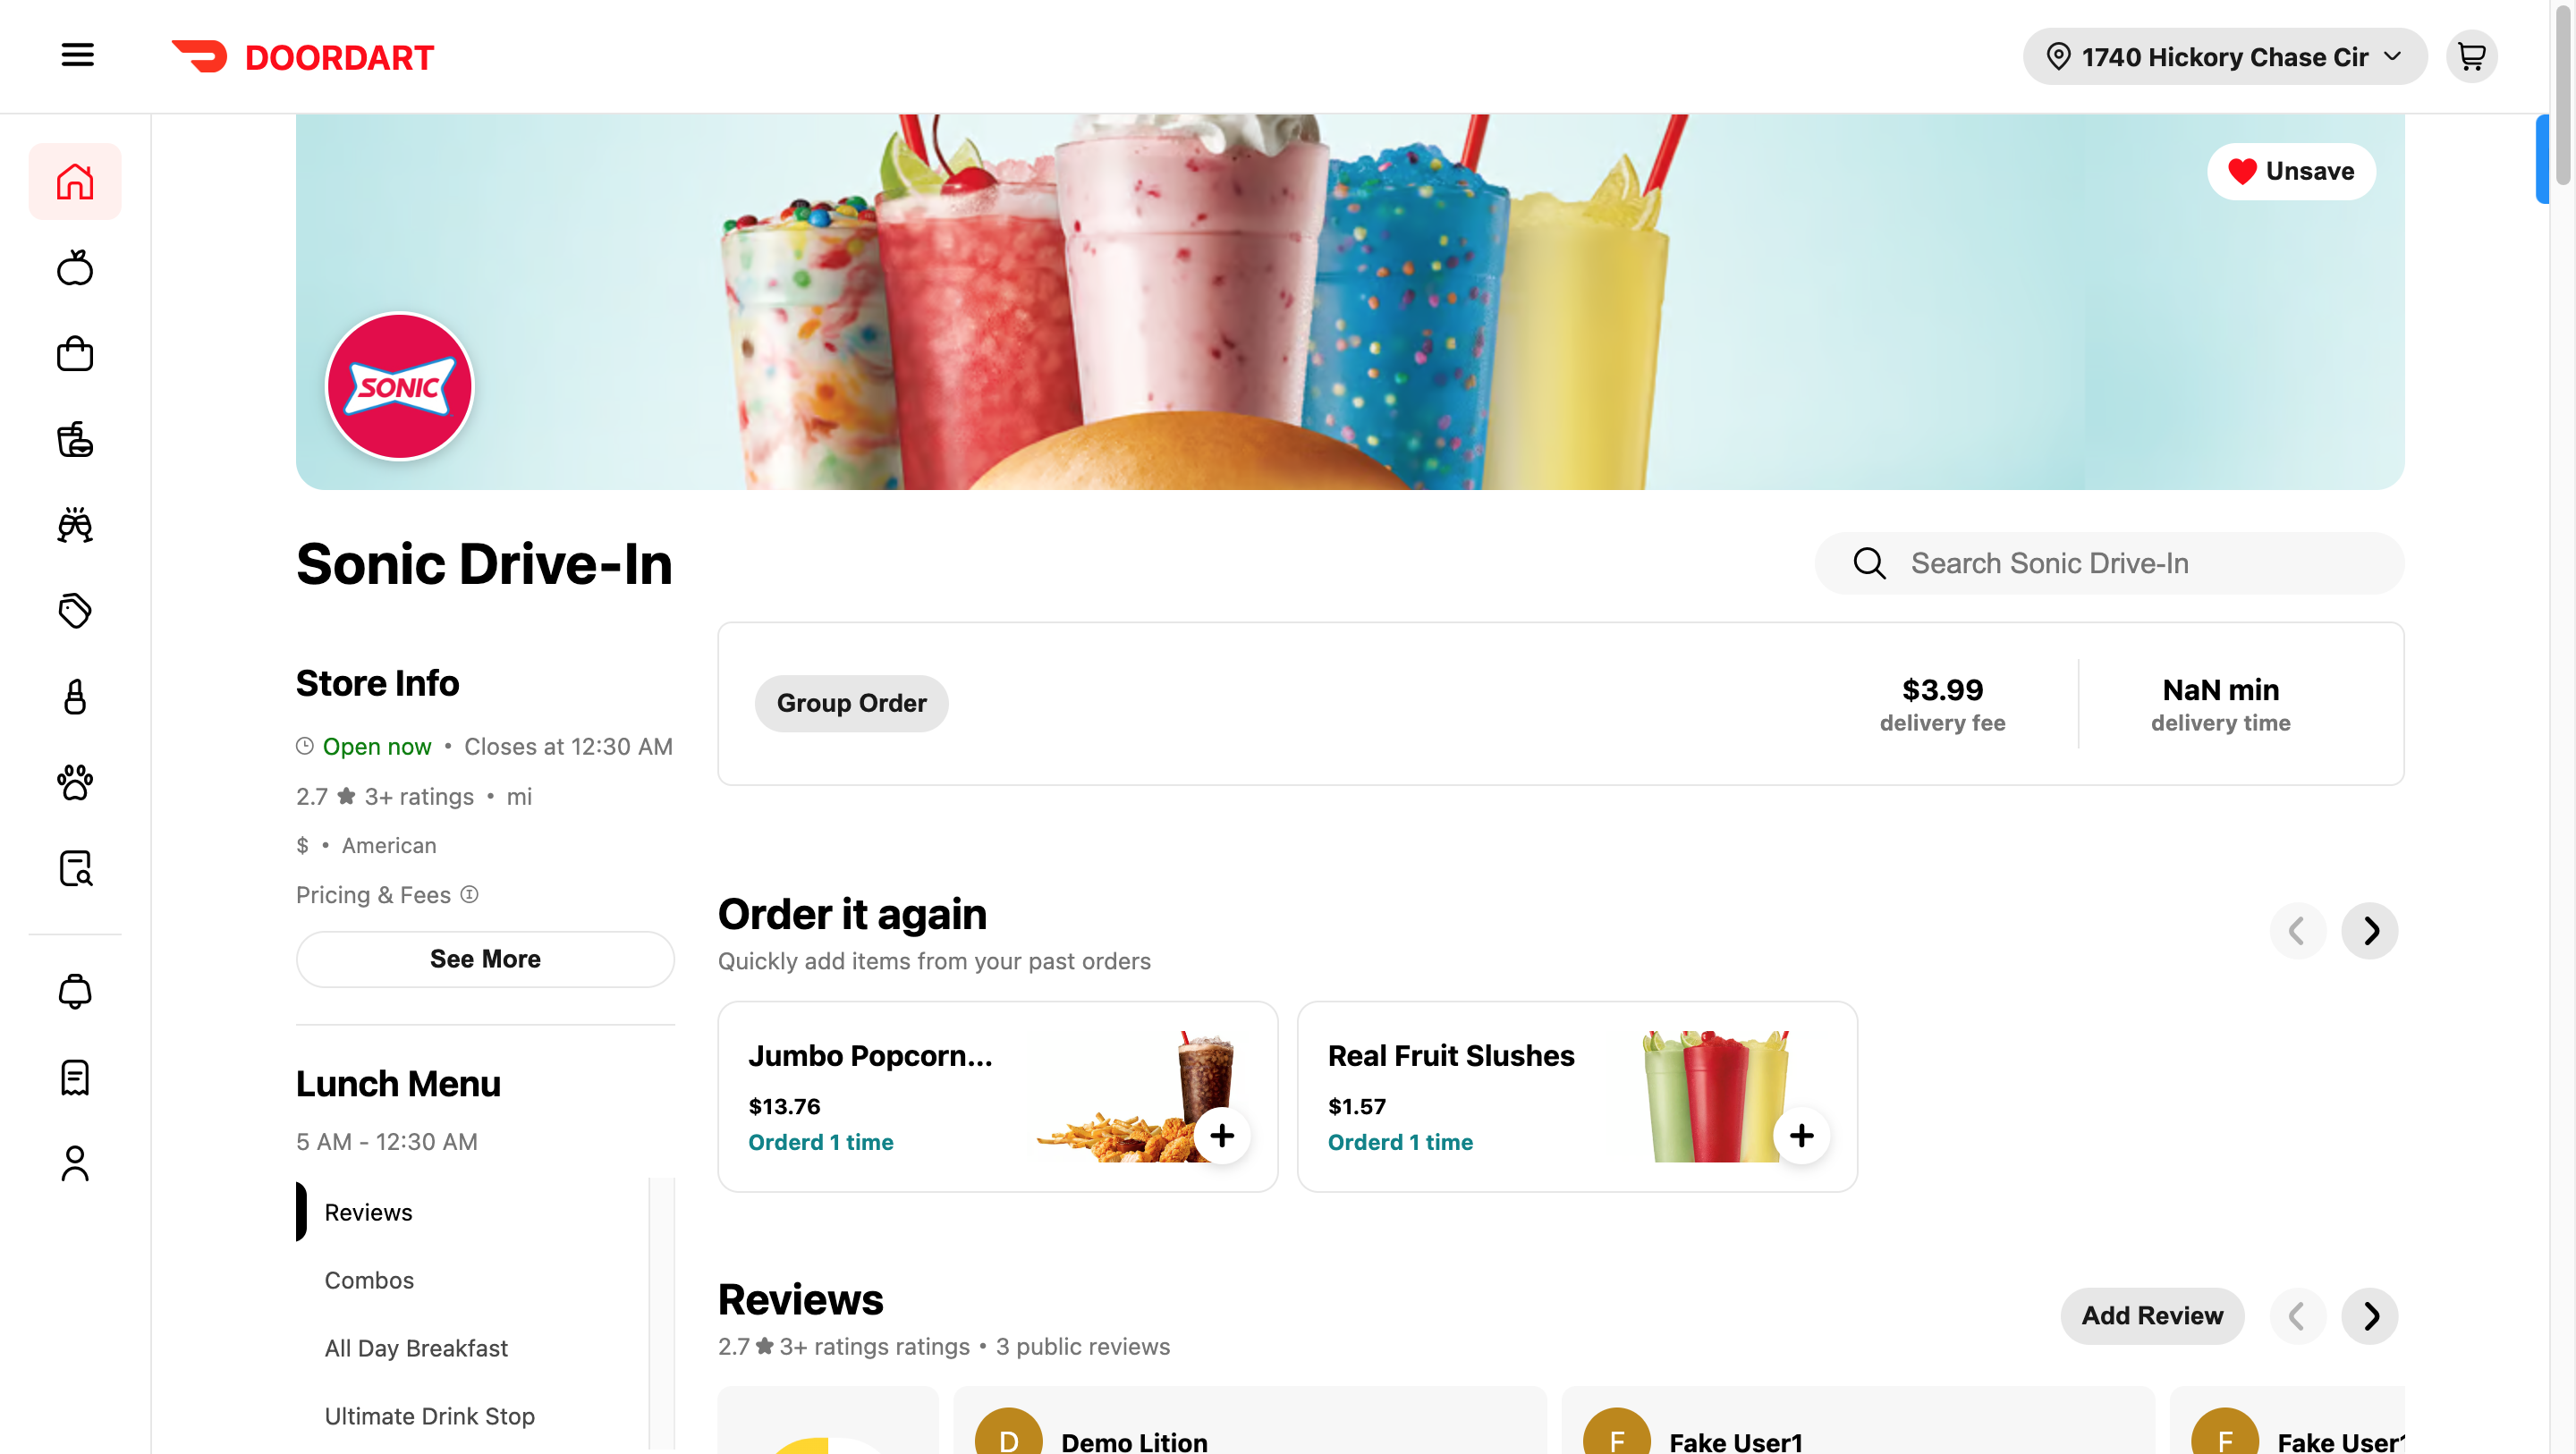 DOORDART
1740 Hickory Chase Cir
Unsave
SONIC
Sonic Drive-In
Search Sonic Drive-In
Store Info
Open now • Closes at 12:30 AM
2.7 ★ 3+ ratings • mi
$ • American
Pricing & Fees
See More
Group Order
$3.99
delivery fee
NaN min
delivery time
Order it again
Quickly add items from your past orders
Jumbo Popcorn...
$13.76
Orderd 1 time
Real Fruit Slushes
$1.57
Orderd 1 time
Lunch Menu
5 AM - 12:30 AM
Reviews
Combos
All Day Breakfast
Ultimate Drink Stop
Reviews
2.7 ★ 3+ ratings ratings • 3 public reviews
Add Review
D
Demo Lition
F
Fake User1
F
Fake User1